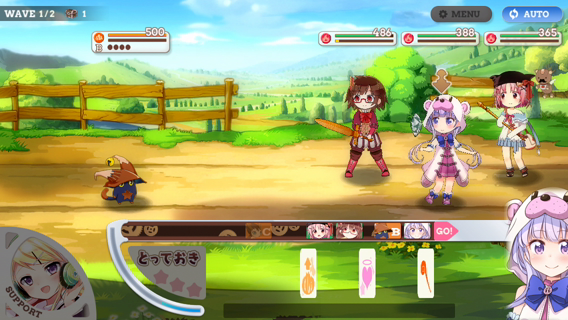 WAVE 1/2 1
MENU
AUTO
500
B
486
388
365
C
B
GO!
とっておき
SUPPORT